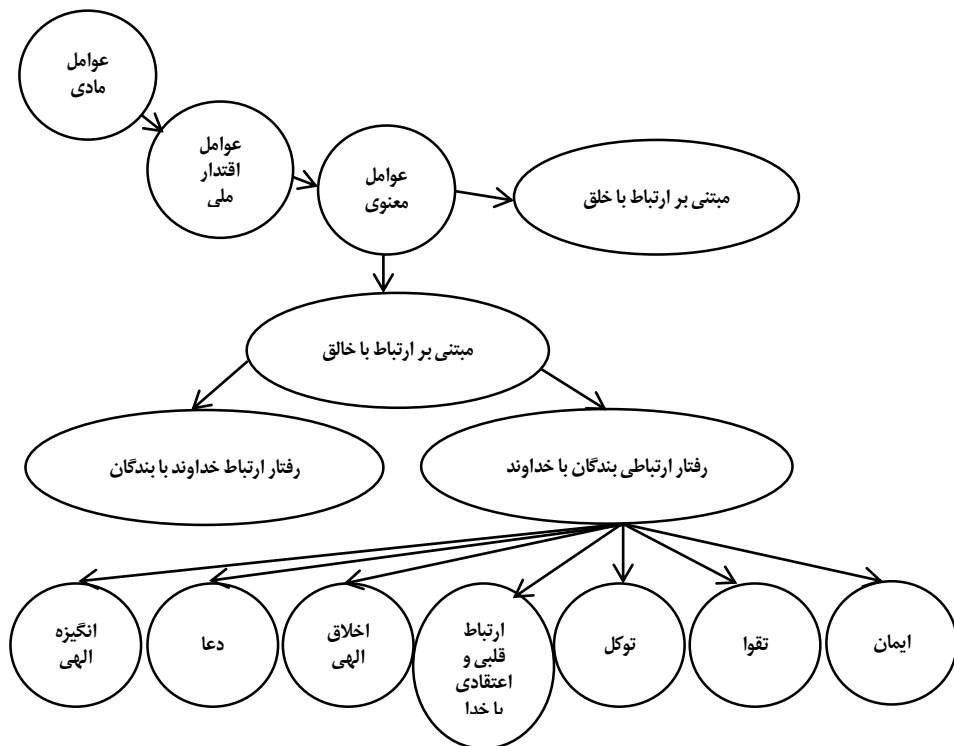 عوامل
مادی
عوامل
اقتدار
ملی
عوامل
معنوی
مبتنی بر ارتباط با خلق
مبتنی بر ارتباط با خالق
رفتار ارتباطی بندگان با خداوند
رفتار ارتباط خداوند با بندگان
ایمان
تقوا
توکل
ارتباط
قلبی و
اعتقادی
با خدا
اخلاق
الهی
دعا
انگیزه
الهی